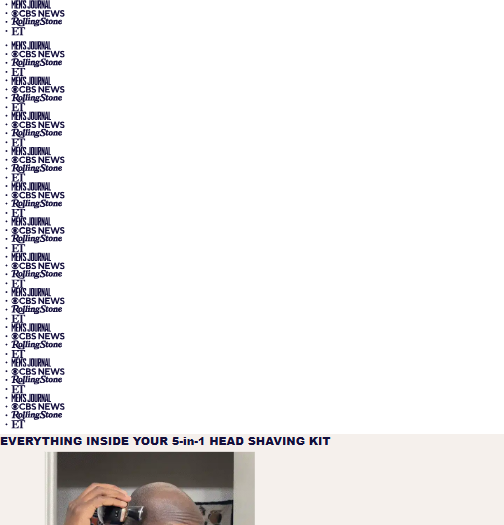 • MEN'S JOURNAL
• CBS NEWS
• RollingStone
• ET
• MEN'S JOURNAL
• CBS NEWS
• RollingStone
• ET
• MEN'S JOURNAL
• CBS NEWS
• RollingStone
• ET
• MEN'S JOURNAL
• CBS NEWS
• RollingStone
• ET
• MEN'S JOURNAL
• CBS NEWS
• RollingStone
• ET
• MEN'S JOURNAL
• CBS NEWS
• RollingStone
• ET
• MEN'S JOURNAL
• CBS NEWS
• RollingStone
• ET
• MEN'S JOURNAL
• CBS NEWS
• RollingStone
• ET
• MEN'S JOURNAL
• CBS NEWS
• RollingStone
• ET
• MEN'S JOURNAL
• CBS NEWS
• RollingStone
• ET
• MEN'S JOURNAL
• CBS NEWS
• RollingStone
• ET
• MEN'S JOURNAL
• CBS NEWS
• RollingStone
• ET
EVERYTHING INSIDE YOUR 5-in-1 HEAD SHAVING KIT